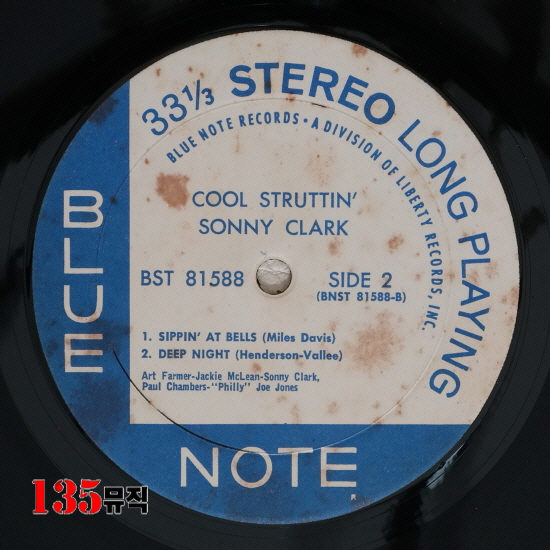 33⅓ STEREO LONG PLAYING
BLUE NOTE RECORDS • A DIVISION OF LIBERTY RECORDS, INC.
COOL STRUTTIN'
SONNY CLARK
BST 81588
SIDE 2
(BNST 81588-B)
1. SIPPIN' AT BELLS (Miles Davis)
2. DEEP NIGHT (Henderson-Vallee)
Art Farmer-Jackie McLean-Sonny Clark,
Paul Chambers-"Philly" Joe Jones
BLUE
NOTE
135뮤직